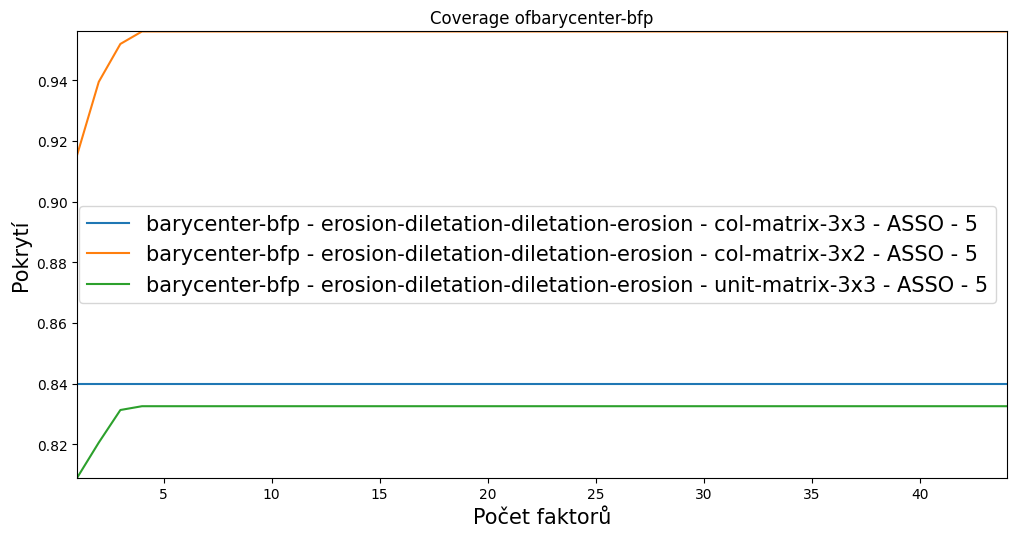 Coverage ofbarycenter-bfp
Pokrytí
0.94
0.92
0.90
0.88
0.86
0.84
0.82
barycenter-bfp - erosion-diletation-diletation-erosion - col-matrix-3x3 - ASSO - 5
barycenter-bfp - erosion-diletation-diletation-erosion - col-matrix-3x2 - ASSO - 5
barycenter-bfp - erosion-diletation-diletation-erosion - unit-matrix-3x3 - ASSO - 5
5 10 15 20 25 30 35 40
Počet faktorů